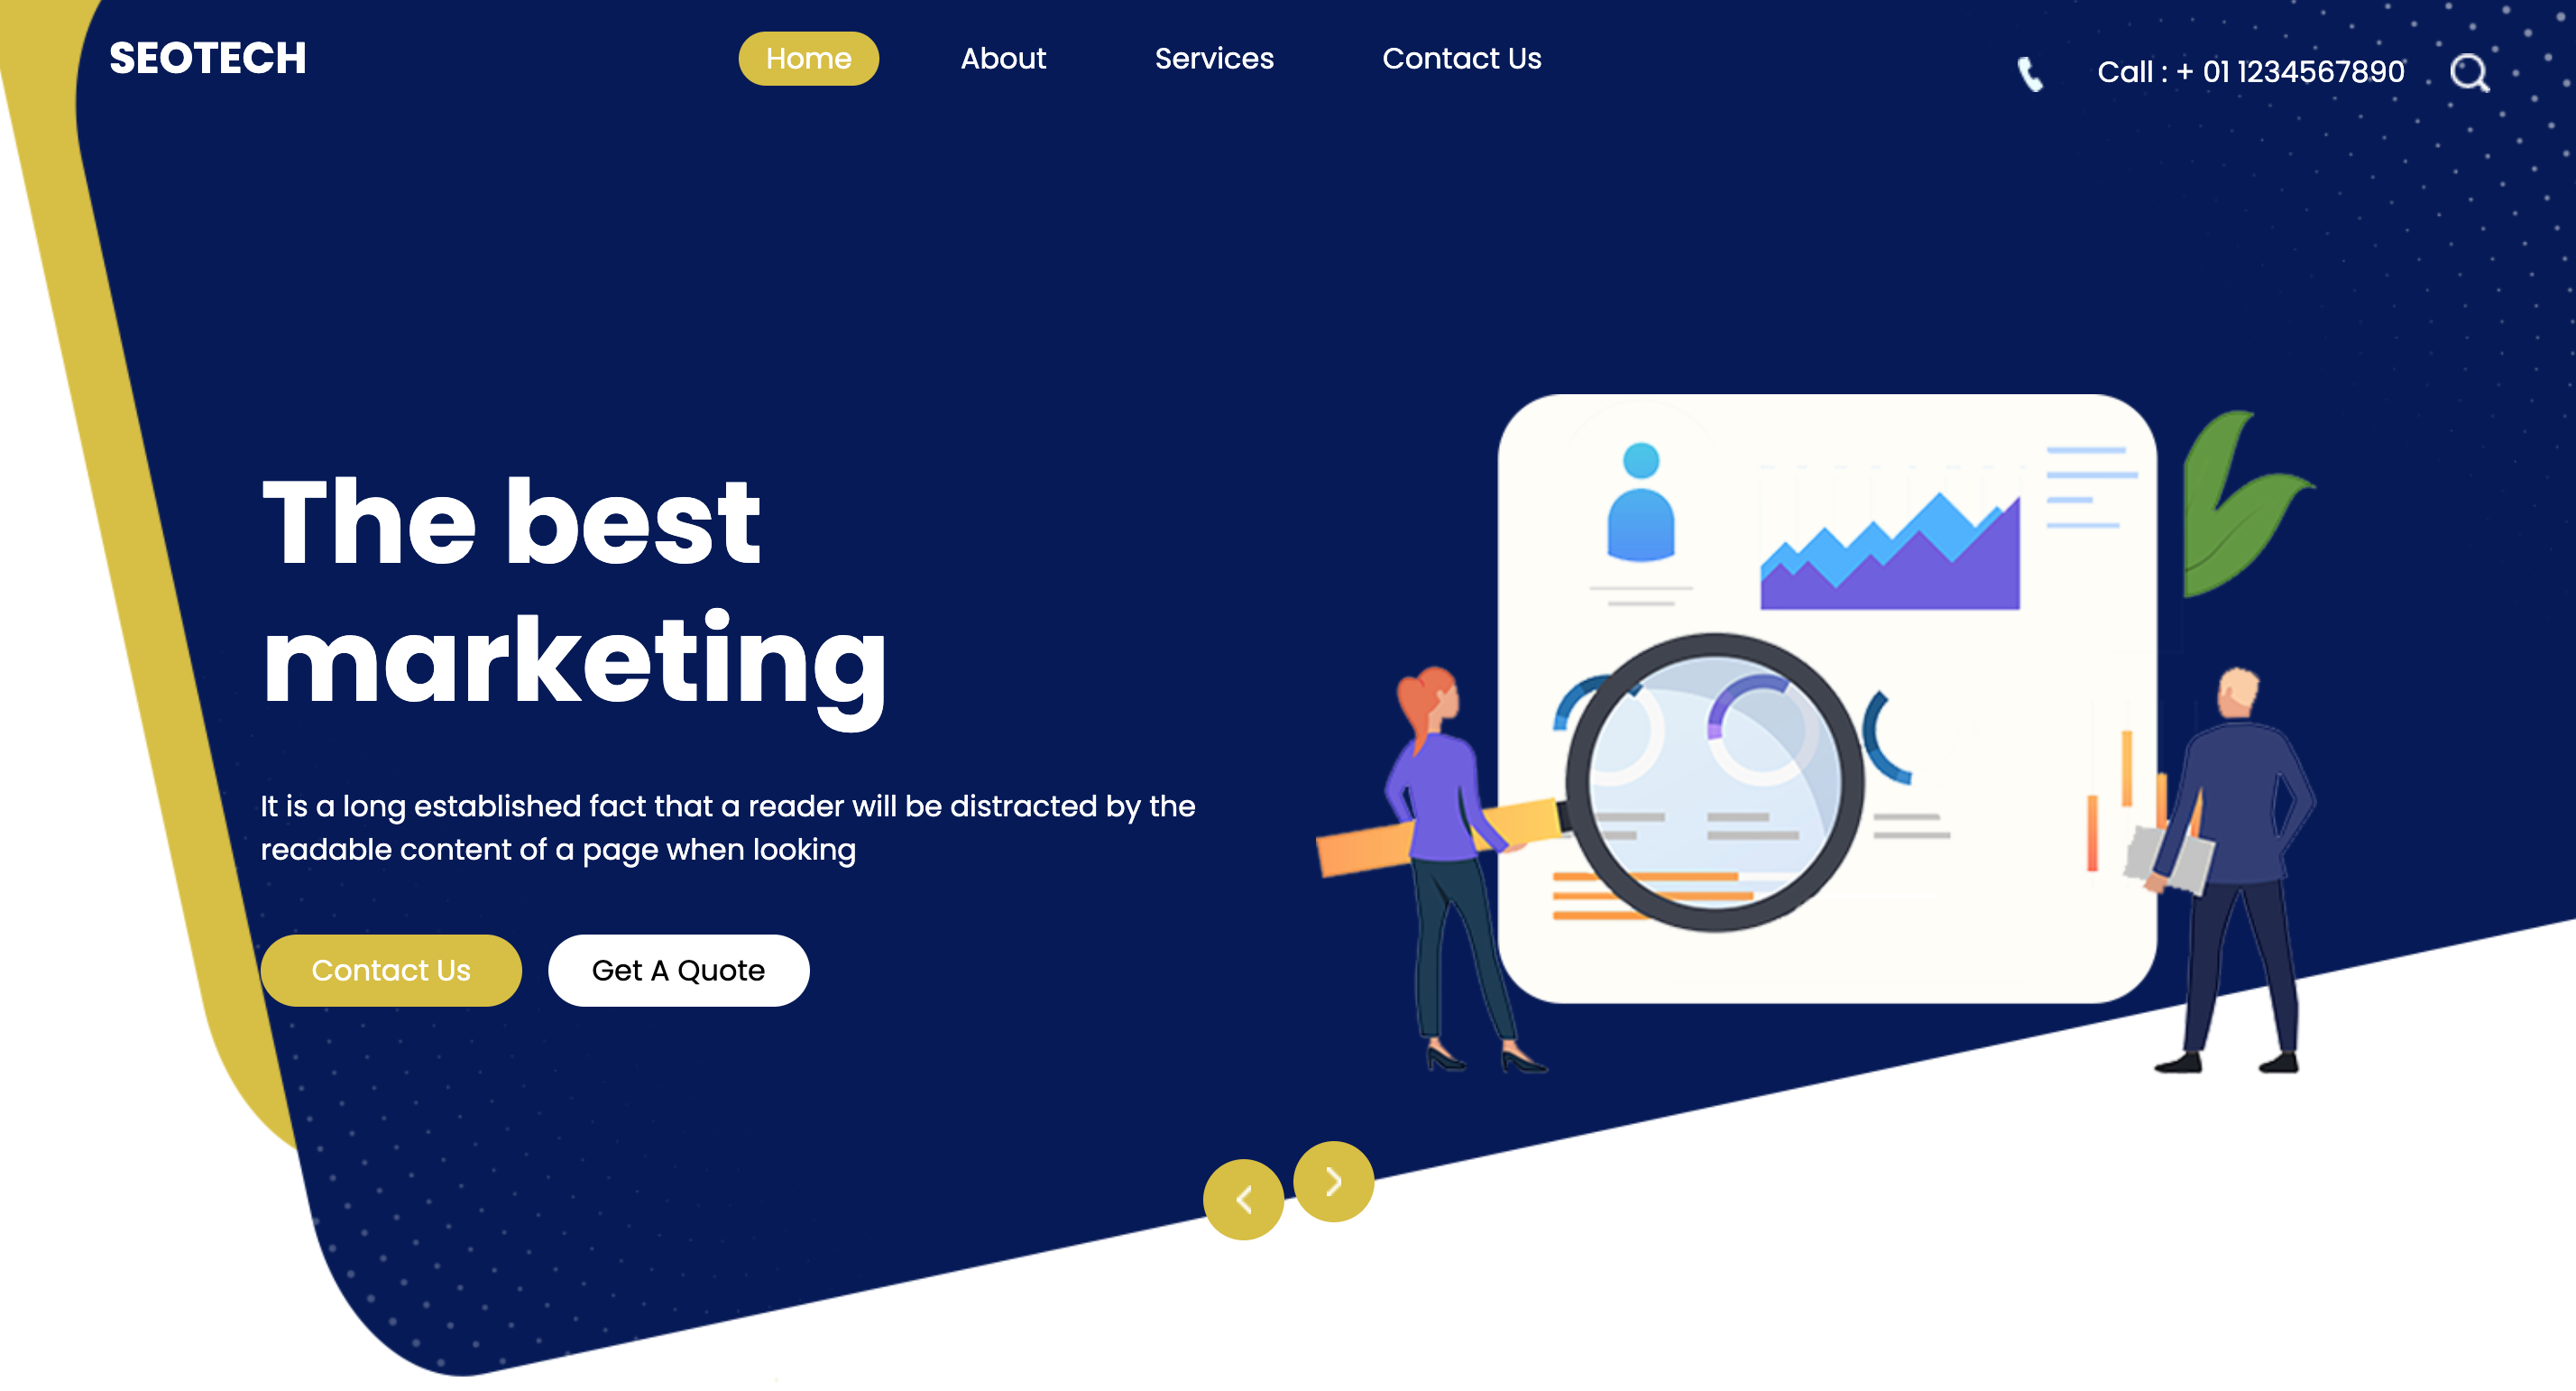 SEOTECH
Home
About
Services
Contact Us
Call : + 01 1234567890
The best
marketing
It is a long established fact that a reader will be distracted by the
readable content of a page when looking
Contact Us
Get A Quote